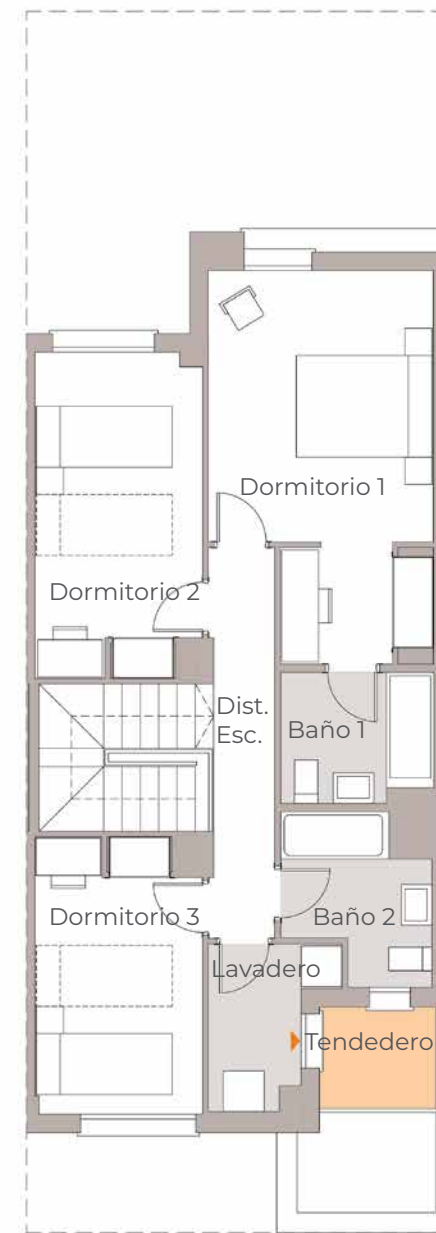 Dormitorio 1
Dormitorio 2
Dist.
Esc.
Baño 1
Dormitorio 3
Baño 2
Lavadero
Tendedero